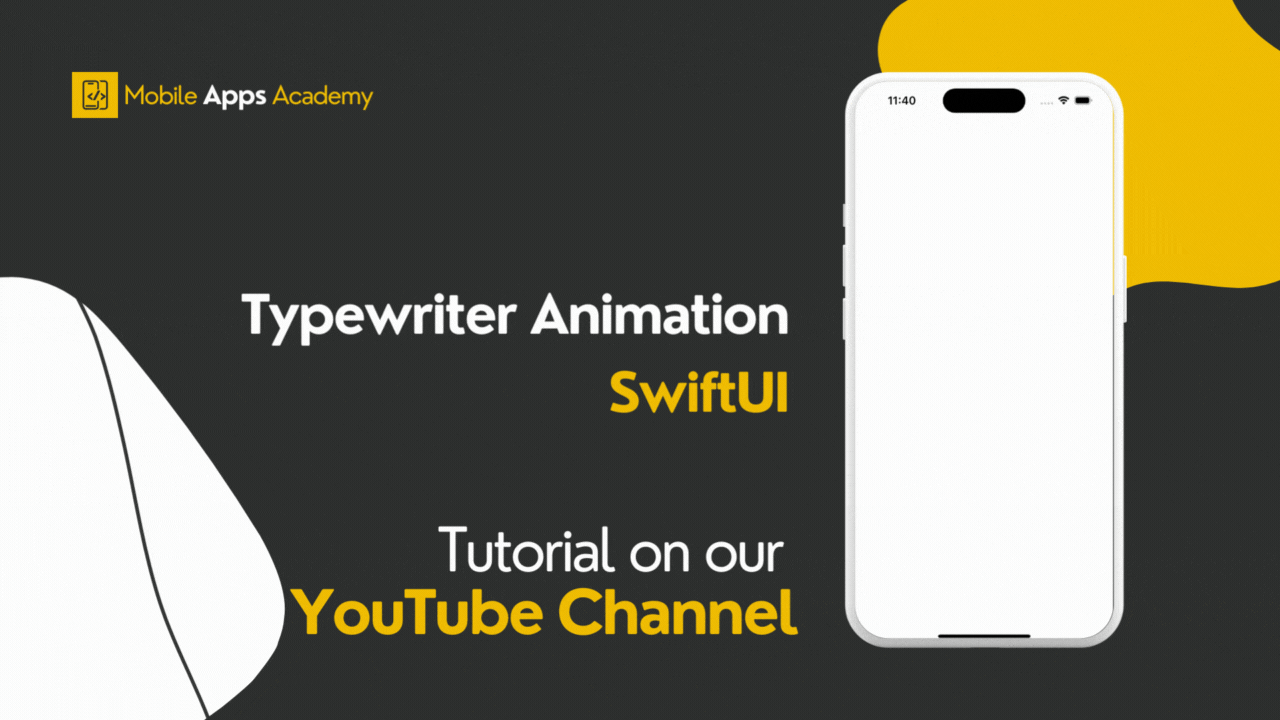 Mobile Apps Academy
11:40
Typewriter Animation
SwiftUI
Tutorial on our
YouTube Channel